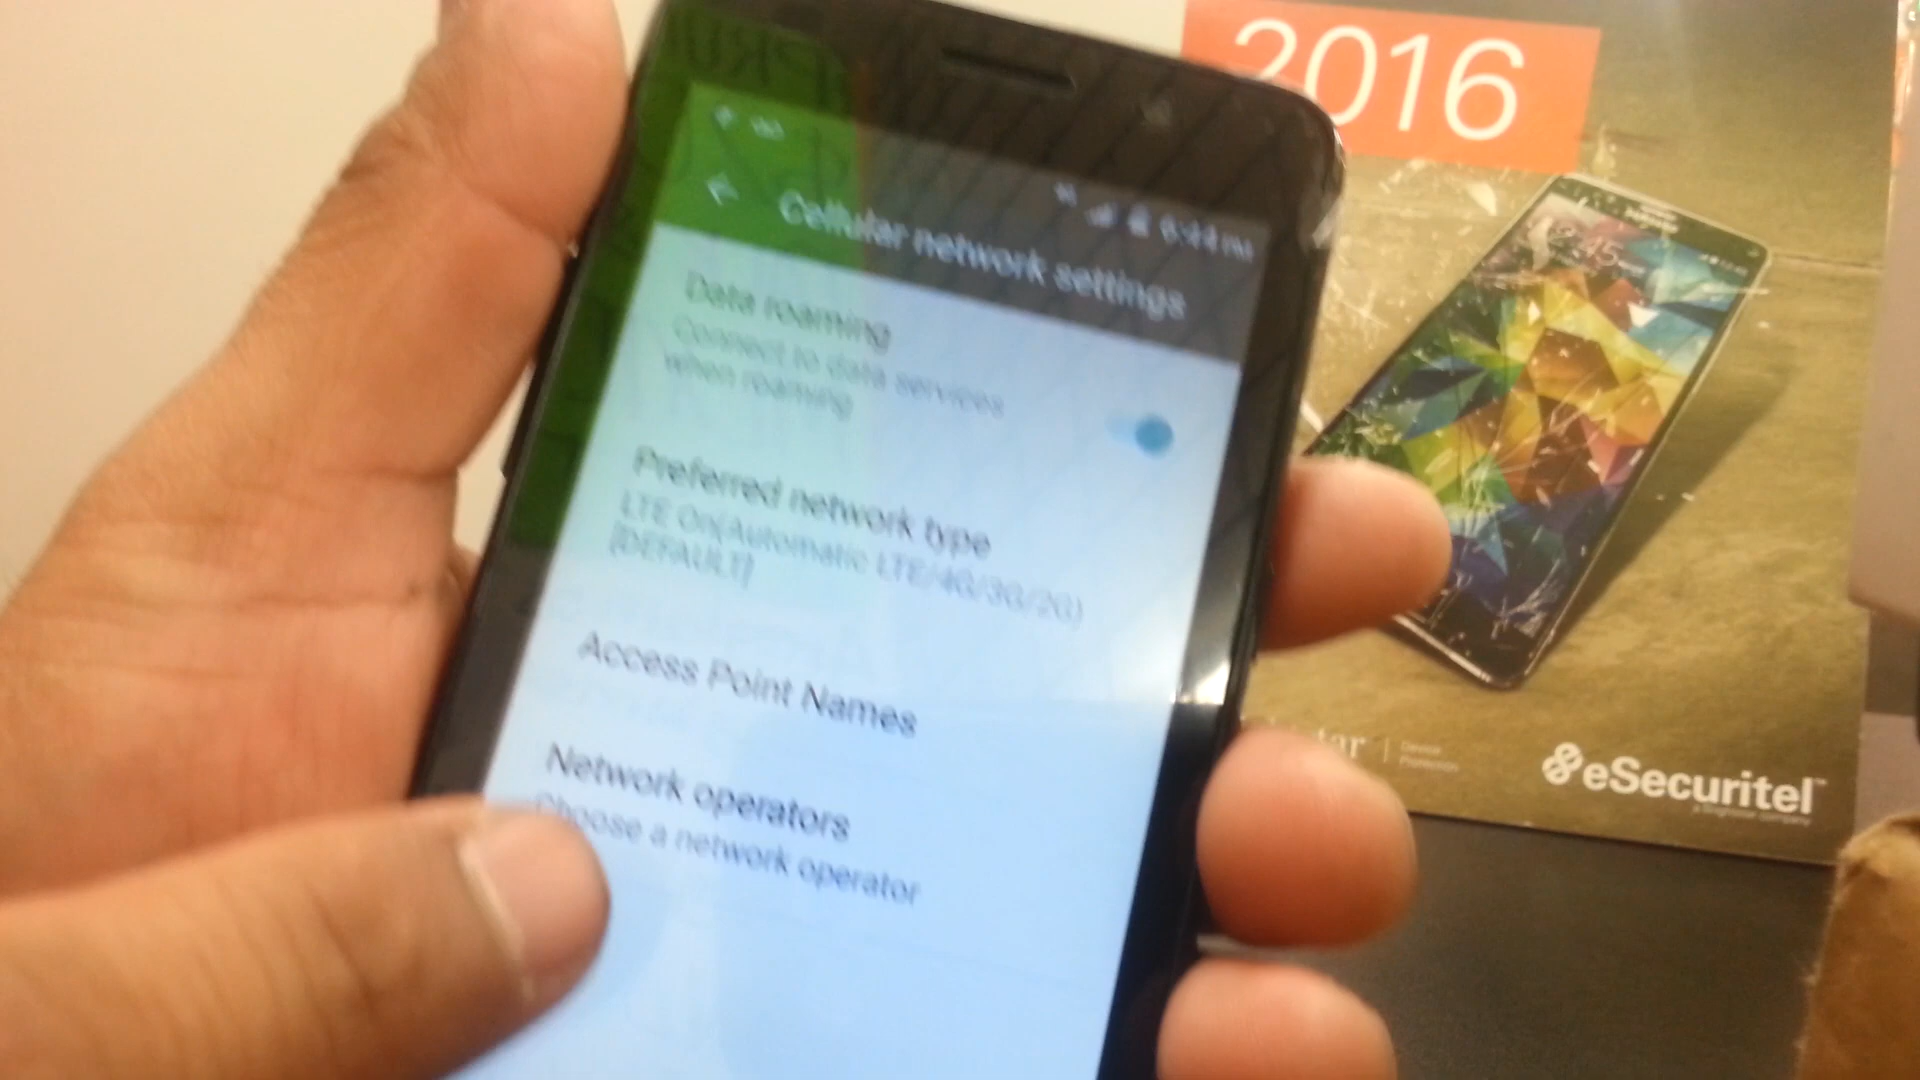 2016
Cellular network settings
Data roaming
Connect to data services
when roaming
Preferred network type
LTE On(Automatic LTE/4G/3G/2G)
[DEFAULT]
Access Point Names
Network operators
Choose a network operator
eSecuritel